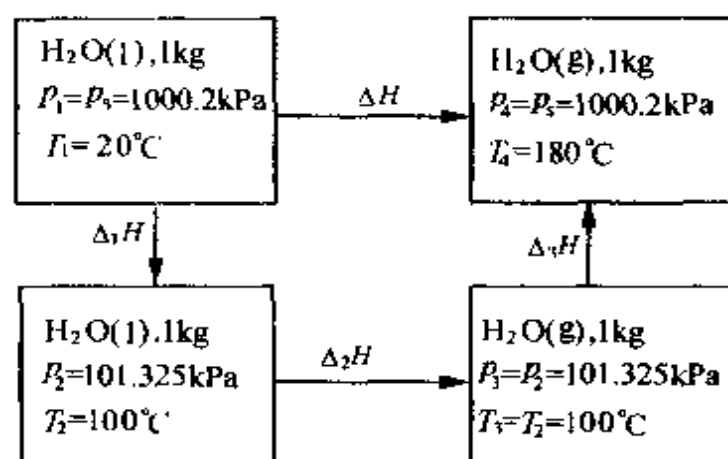 H₂O(l),1kg
p₁=p₅=1000.2kPa
T₁=20℃
ΔH
H₂O(g),1kg
p₄=p₅=1000.2kPa
T₄=180℃
Δ₁H
Δ₃H
H₂O(l).1kg
p₂=101.325kPa
T₂=100℃
Δ₂H
H₂O(g),1kg
p₃=p₂=101.325kPa
T₃=T₂=100℃